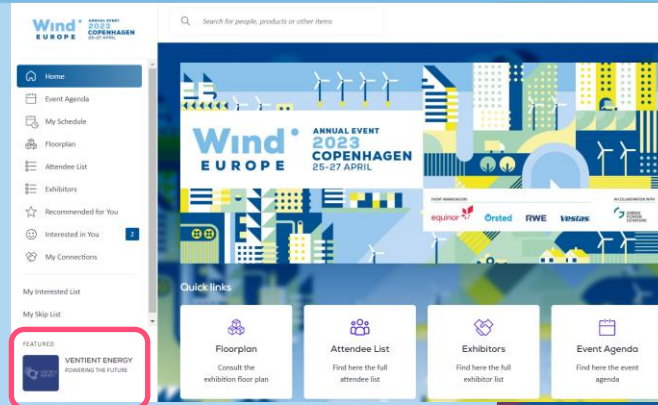 Wind
EUROPE
ANNUAL EVENT
2023
COPENHAGEN
25-27 APRIL
Search for people, products or other items
Home
Event Agenda
My Schedule
Floorplan
Attendee List
Exhibitors
Recommended for You
Interested in You 2
My Connections
My Interested List
My Skip List
FEATURED
VENTIENT ENERGY
POWERING THE FUTURE
Wind
EUROPE
ANNUAL EVENT
2023
COPENHAGEN
25-27 APRIL
EVENT AMBASSADORS
IN COLLABORATION WITH
equinor
Ørsted
RWE
Vestas
GREEN
POWER
DENMARK
Quick links
Floorplan
Consult the
exhibition floor plan
Attendee List
Find here the full
attendee list
Exhibitors
Find here the full
exhibitor list
Event Agenda
Find here the event
agenda